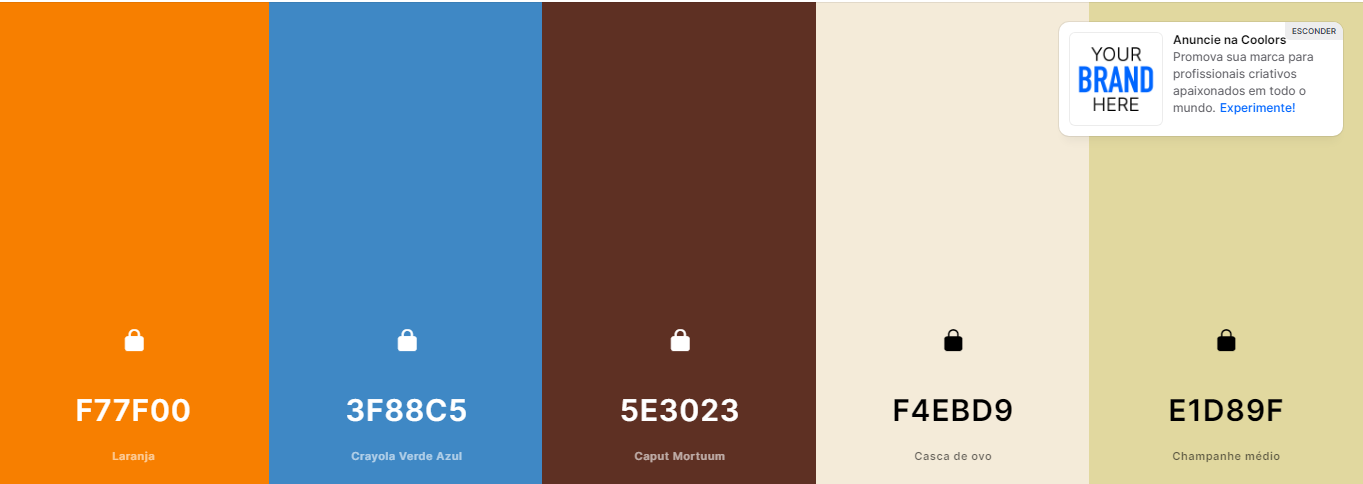 ESCONDER
YOUR
BRAND
HERE
Anuncie na Coolors
Promova sua marca para
profissionais criativos
apaixonados em todo o
mundo. Experimente!
F77F00
Laranja
3F88C5
Crayola Verde Azul
5E3023
Caput Mortuum
F4EBD9
Casca de ovo
E1D89F
Champanhe médio